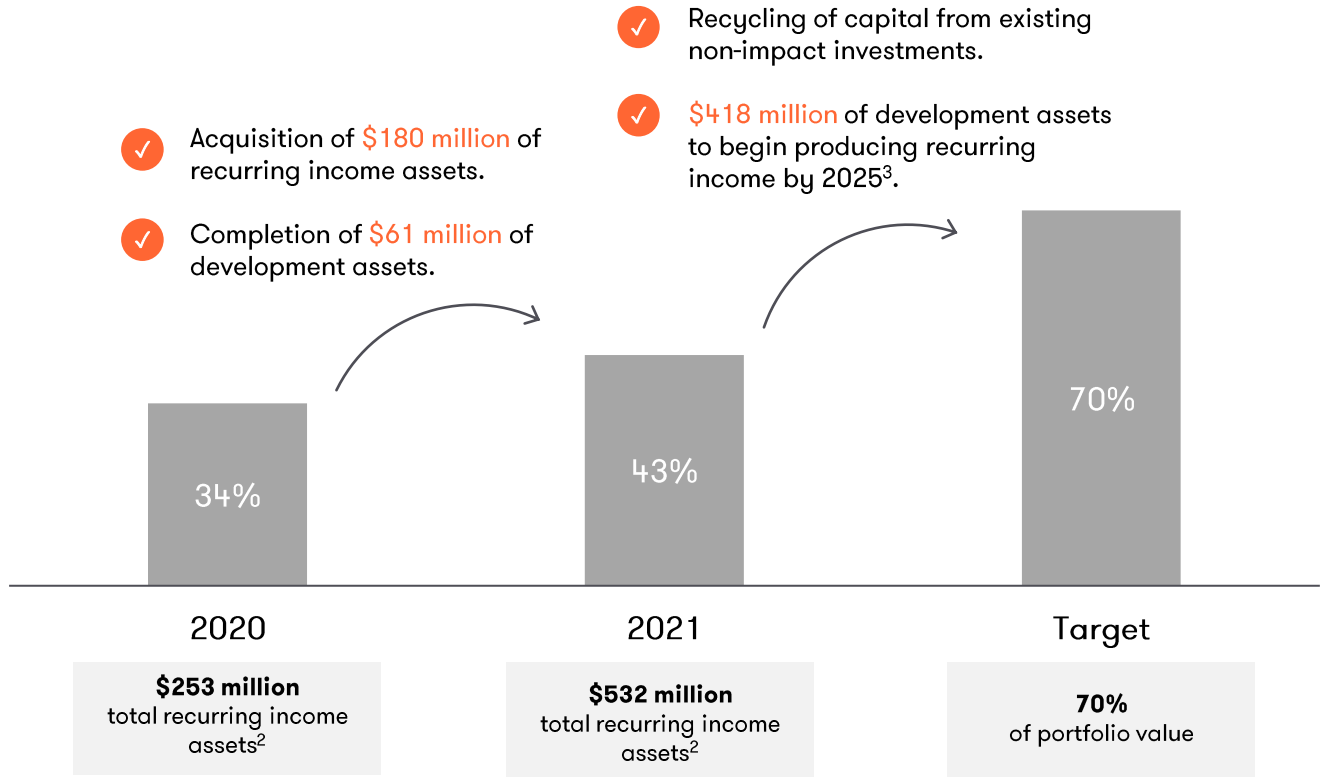 Recycling of capital from existing
non-impact investments.
$418 million of development assets
to begin producing recurring
income by 2025³.
Acquisition of $180 million of
recurring income assets.
Completion of $61 million of
development assets.
34%
43%
70%
2020
2021
Target
$253 million
total recurring income
assets²
$532 million
total recurring income
assets²
70%
of portfolio value